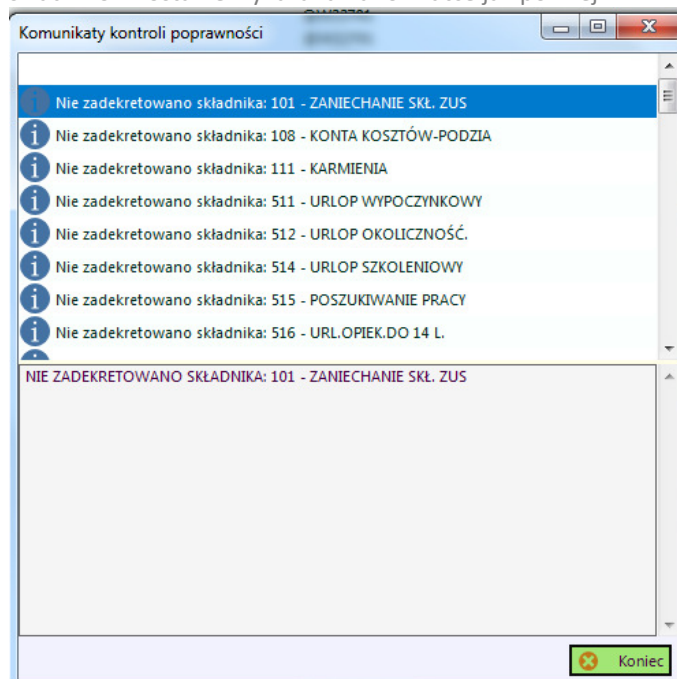 Komunikaty kontroli poprawności
Nie zadekretowano składnika: 101 - ZANIECHANIE SKŁ. ZUS
Nie zadekretowano składnika: 108 - KONTA KOSZTÓW-PODZIA
Nie zadekretowano składnika: 111 - KARMIENIA
Nie zadekretowano składnika: 511 - URLOP WYPOCZYNKOWY
Nie zadekretowano składnika: 512 - URLOP OKOLICZNOŚĆ.
Nie zadekretowano składnika: 514 - URLOP SZKOLENIOWY
Nie zadekretowano składnika: 515 - POSZUKIWANIE PRACY
Nie zadekretowano składnika: 516 - URL.OPIEK.DO 14 L.
NIE ZADEKRETOWANO SKŁADNIKA: 101 - ZANIECHANIE SKŁ. ZUS
Koniec